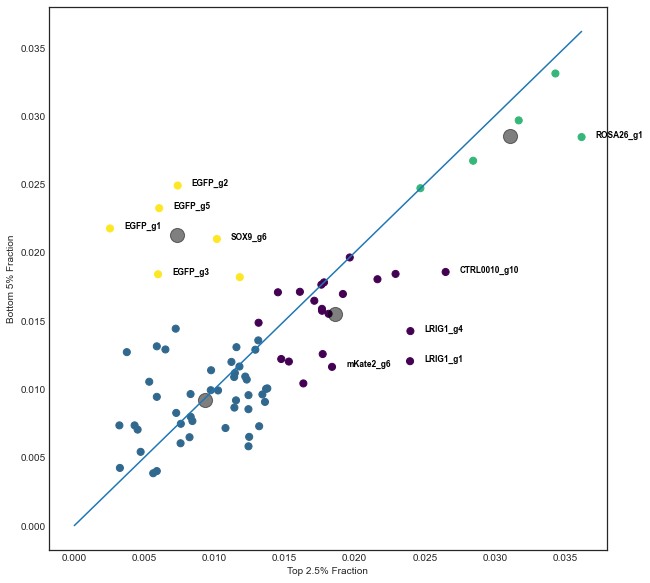 0.035
0.030
0.025
0.020
0.015
0.010
0.005
0.000
Bottom 5% Fraction
ROSA26_g1
EGFP_g2
EGFP_g5
EGFP_g1
SOX9_g6
EGFP_g3
CTRL0010_g10
LRIG1_g4
LRIG1_g1
mKate2_g6
0.000 0.005 0.010 0.015 0.020 0.025 0.030 0.035
Top 2.5% Fraction